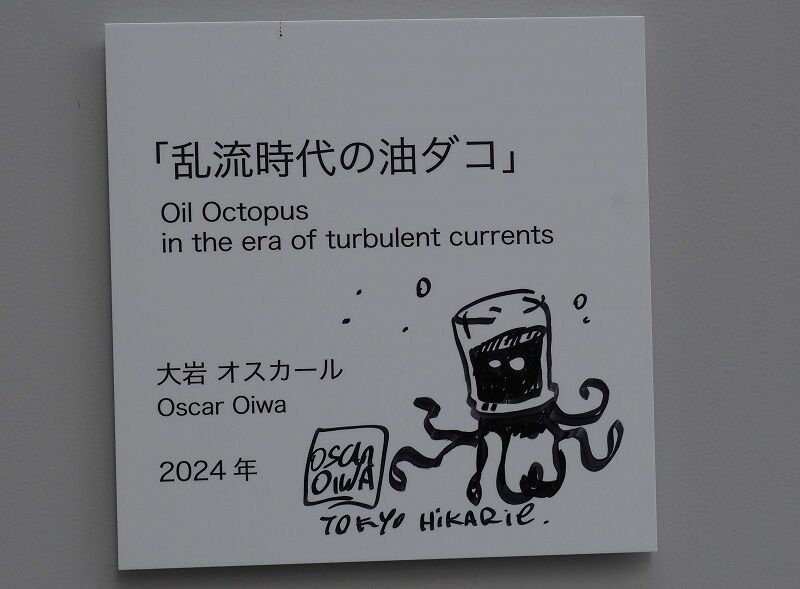 「乱流時代の油ダコ」
Oil Octopus
in the era of turbulent currents
大岩 オスカール
Oscar Oiwa
2024 年
OSCAR
OIWA
TOKYO HiKARiE.